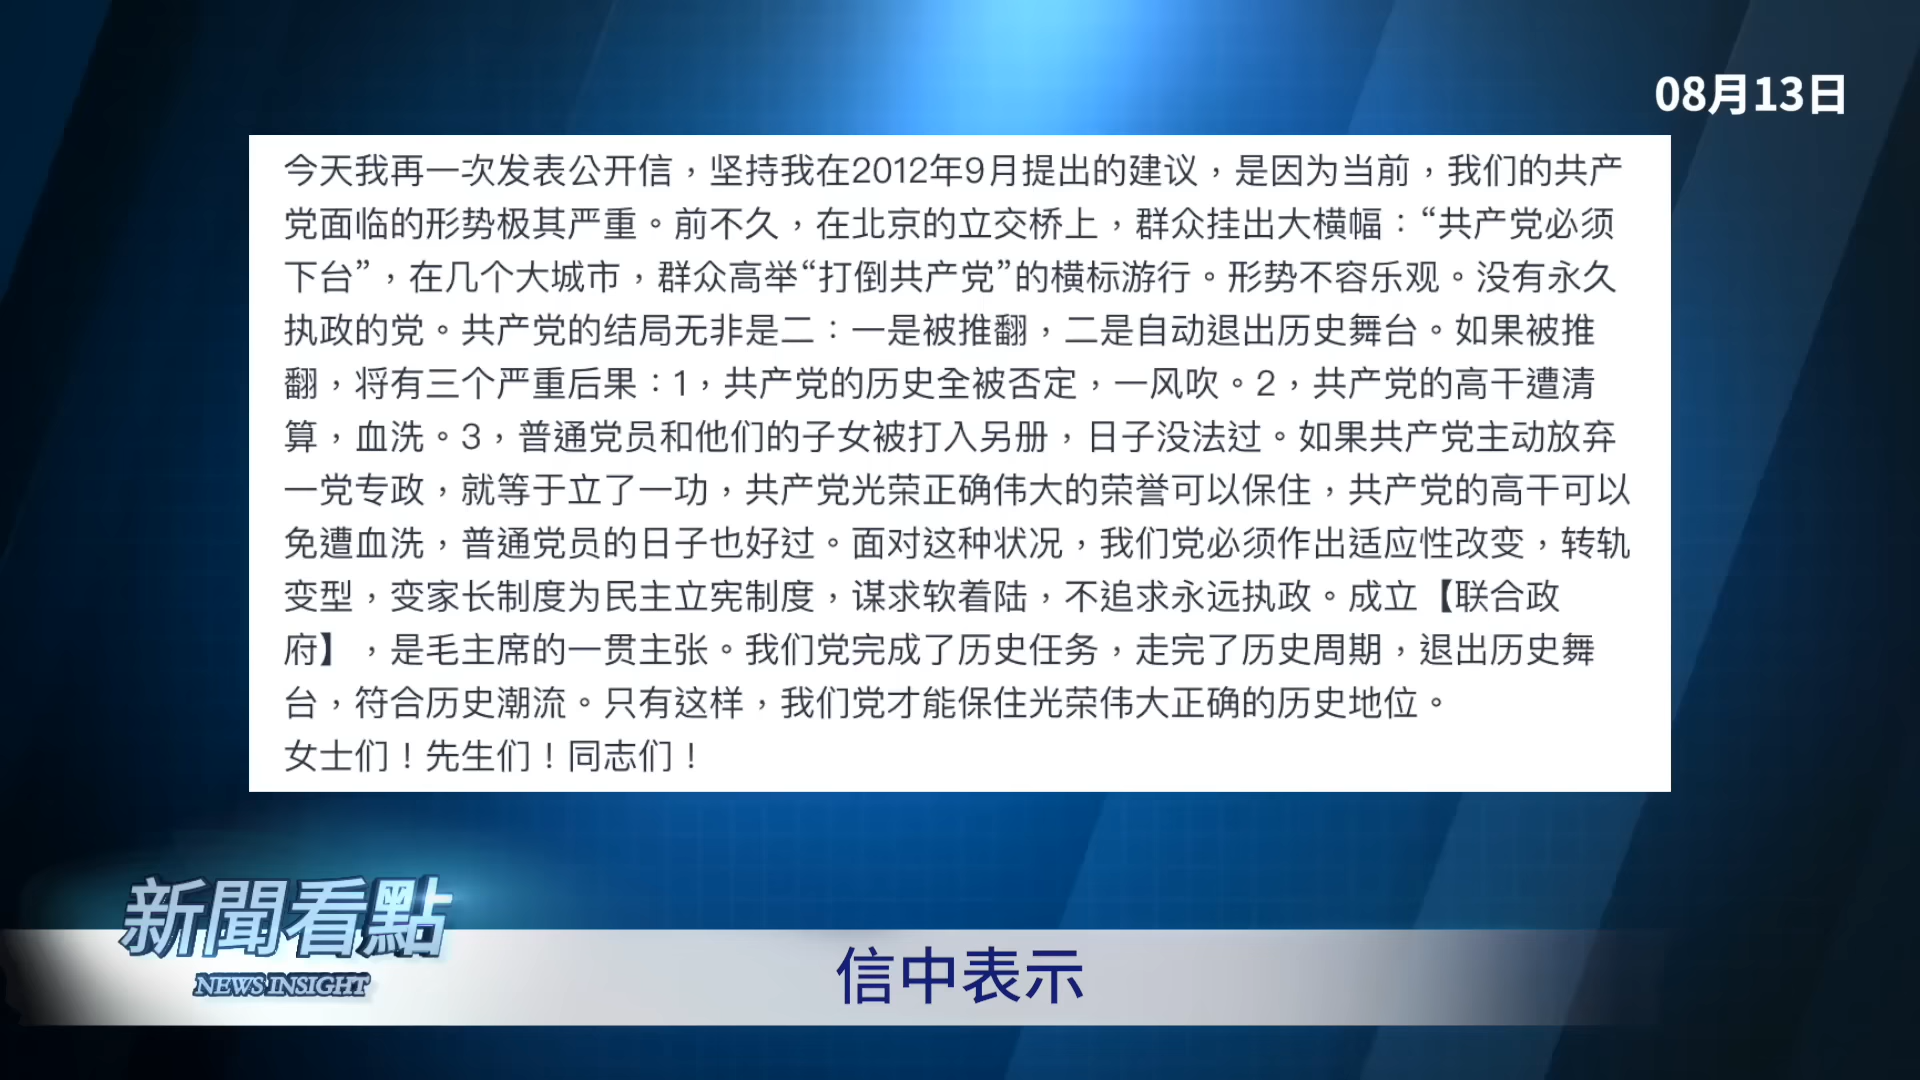 08月13日
今天我再一次发表公开信，坚持我在2012年9月提出的建议，是因为当前，我们的共产
党面临的形势极其严重。前不久，在北京的立交桥上，群众挂出大横幅：“共产党必须
下台”，在几个大城市，群众高举“打倒共产党”的横标游行。形势不容乐观。没有永久
执政的党。共产党的结局无非是二：一是被推翻，二是自动退出历史舞台。如果被推
翻，将有三个严重后果：1，共产党的历史全被否定，一风吹。2，共产党的高干遭清
算，血洗。3，普通党员和他们的子女被打入另册，日子没法过。如果共产党主动放弃
一党专政，就等于立了一功，共产党光荣正确伟大的荣誉可以保住，共产党的高干可以
免遭血洗，普通党员的日子也好过。面对这种状况，我们党必须作出适应性改变，转轨
变型，变家长制度为民主立宪制度，谋求软着陆，不追求永远执政。成立【联合政
府】，是毛主席的一贯主张。我们党完成了历史任务，走完了历史周期，退出历史舞
台，符合历史潮流。只有这样，我们党才能保住光荣伟大正确的历史地位。
女士们！先生们！同志们！
新聞看點
NEWS INSIGHT
信中表示